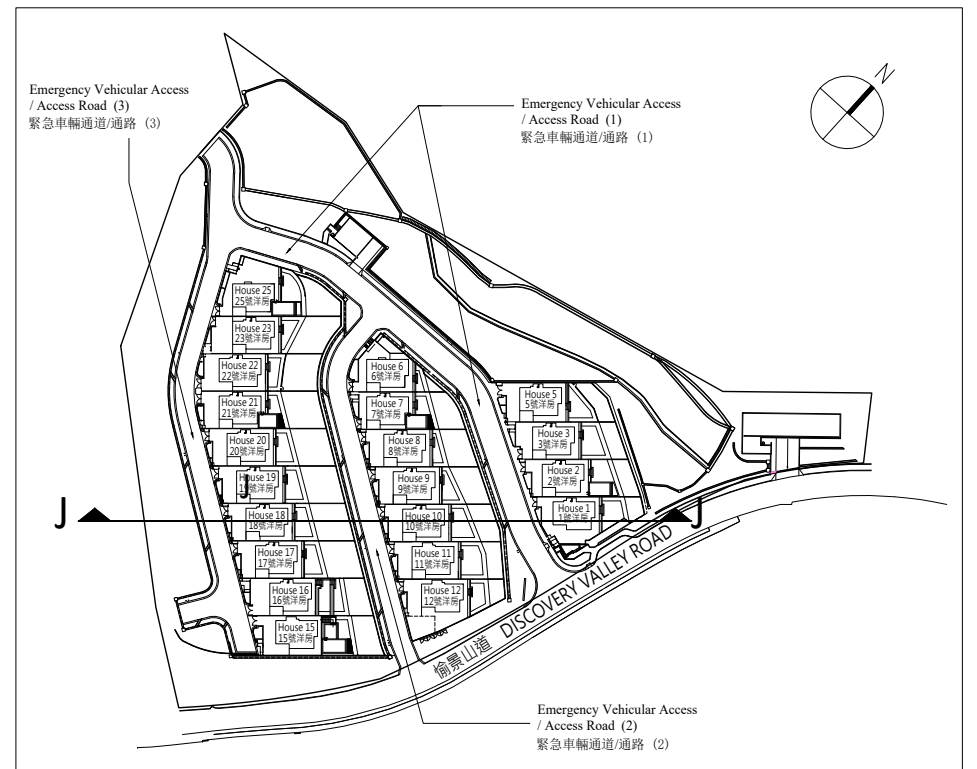 Emergency Vehicular Access
/ Access Road (3)
緊急車輛通道/通路 (3)
Emergency Vehicular Access
/ Access Road (1)
緊急車輛通道/通路 (1)
N
House 25
25號洋房
House 23
23號洋房
House 22
22號洋房
House 21
21號洋房
House 20
20號洋房
House 19
19號洋房
House 18
18號洋房
House 17
17號洋房
House 16
16號洋房
House 15
15號洋房
House 6
6號洋房
House 7
7號洋房
House 8
8號洋房
House 9
9號洋房
House 10
10號洋房
House 11
11號洋房
House 12
12號洋房
House 5
5號洋房
House 3
3號洋房
House 2
2號洋房
House 1
1號洋房
J
J
J
愉景山道 DISCOVERY VALLEY ROAD
Emergency Vehicular Access
/ Access Road (2)
緊急車輛通道/通路 (2)